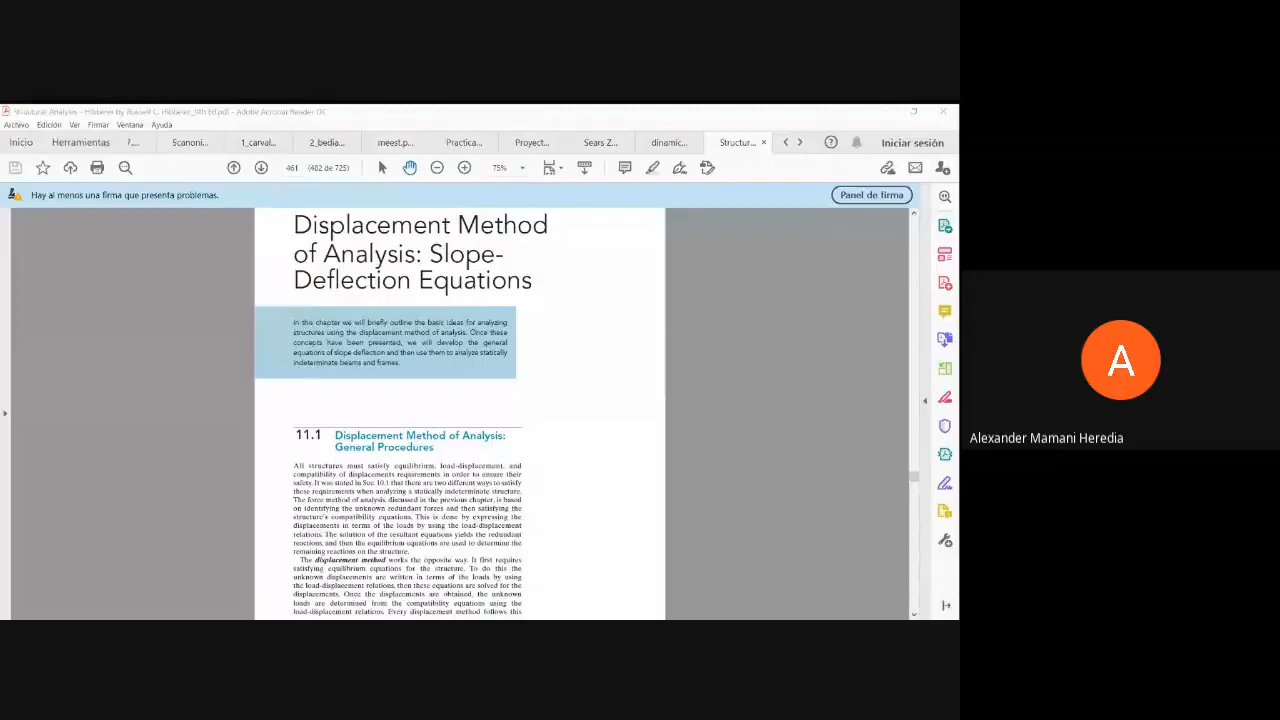 Structural Analysis - Hibbeler by Russell C. Hibbeler_9th Ed.pdf - Adobe Acrobat Reader DC
Archivo Edición Ver Firmar Ventana Ayuda
Inicio Herramientas 7.... Scanoni... 1_carval... 2_bedia... meest.p... Practica... Proyect... Sears Z... dinamic... Structur... × Iniciar sesión
461 (482 de 725) 75%
Hay al menos una firma que presenta problemas. Panel de firma
Displacement Method
of Analysis: Slope-
Deflection Equations
In this chapter we will briefly outline the basic ideas for analyzing
structures using the displacement method of analysis. Once these
concepts have been presented, we will develop the general
equations of slope deflection and then use them to analyze statically
indeterminate beams and frames.
11.1 Displacement Method of Analysis:
General Procedures
All structures must satisfy equilibrium, load-displacement, and
compatibility of displacements requirements in order to ensure their
safety. It was stated in Sec. 10.1 that there are two different ways to satisfy
these requirements when analyzing a statically indeterminate structure.
The force method of analysis, discussed in the previous chapter, is based
on identifying the unknown redundant forces and then satisfying the
structure's compatibility equations. This is done by expressing the
displacements in terms of the loads by using the load-displacement
relations. The solution of the resultant equations yields the redundant
reactions, and then the equilibrium equations are used to determine the
remaining reactions on the structure.
The displacement method works the opposite way. It first requires
satisfying equilibrium equations for the structure. To do this the
unknown displacements are written in terms of the loads by using
the load-displacement relations, then these equations are solved for the
displacements. Once the displacements are obtained, the unknown
loads are determined from the compatibility equations using the
load-displacement relations. Every displacement method follows this
A
Alexander Mamani Heredia